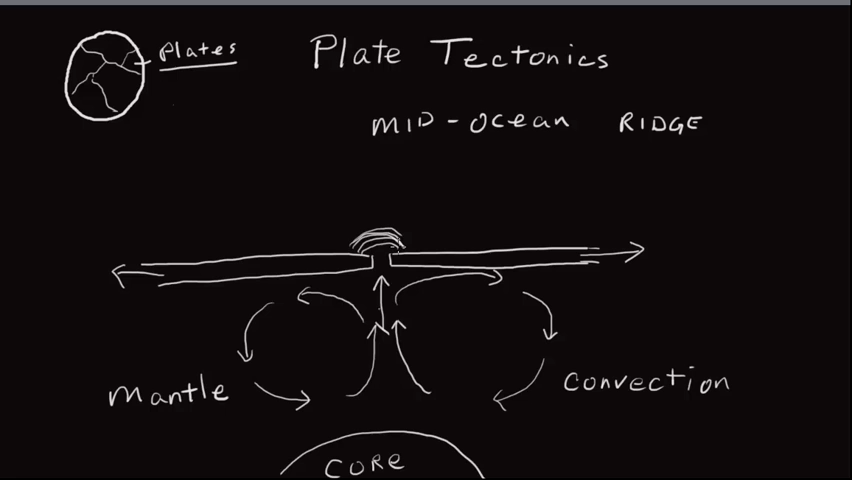 Plates
Plate Tectonics
MID-Ocean RIDGE
Mantle
Convection
CORE